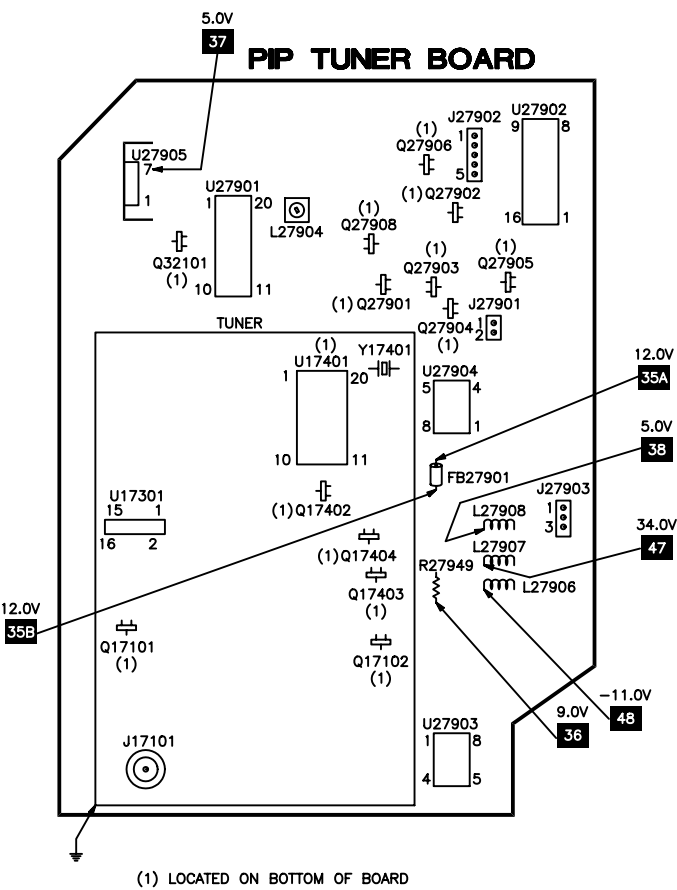 5.0V
37
PIP TUNER BOARD
J27902
U27902
(1)
1
9
8
Q27906
U27905
7
5
U27901
1
20
(1) Q27902
1
(1)
16
1
L27904
Q27908
(1)
(1)
Q32101
Q27903
Q27905
(1)
10
11
(1) Q27901
J27901
TUNER
Q27904
1
2
(1)
(1)
Y17401
U17401
U27904
12.0V
1
20
5
4
35A
8
1
5.0V
10
11
FB27901
38
U17301
J27903
15
1
(1) Q17402
L27908
1
3
34.0V
16
2
L27907
47
(1) Q17404
R27949
Q17403
L27906
12.0V
(1)
35B
Q17101
(1)
Q17102
(1)
-11.0V
9.0V
48
36
J17101
U27903
1
8
4
5
(1) LOCATED ON BOTTOM OF BOARD